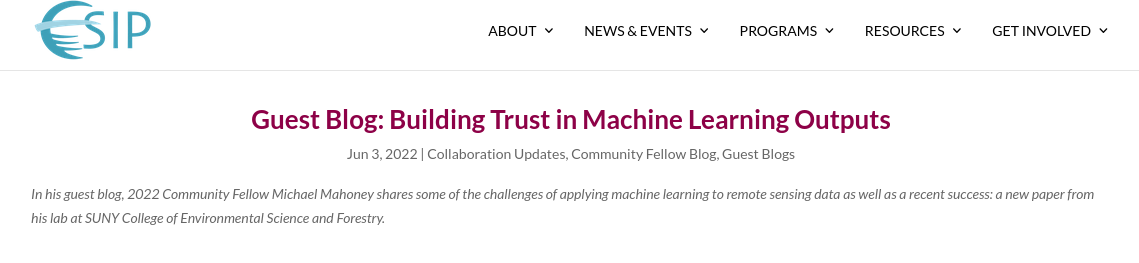 ESIP
ABOUT NEWS & EVENTS PROGRAMS RESOURCES GET INVOLVED
Guest Blog: Building Trust in Machine Learning Outputs
Jun 3, 2022 | Collaboration Updates, Community Fellow Blog, Guest Blogs
In his guest blog, 2022 Community Fellow Michael Mahoney shares some of the challenges of applying machine learning to remote sensing data as well as a recent success: a new paper from
his lab at SUNY College of Environmental Science and Forestry.